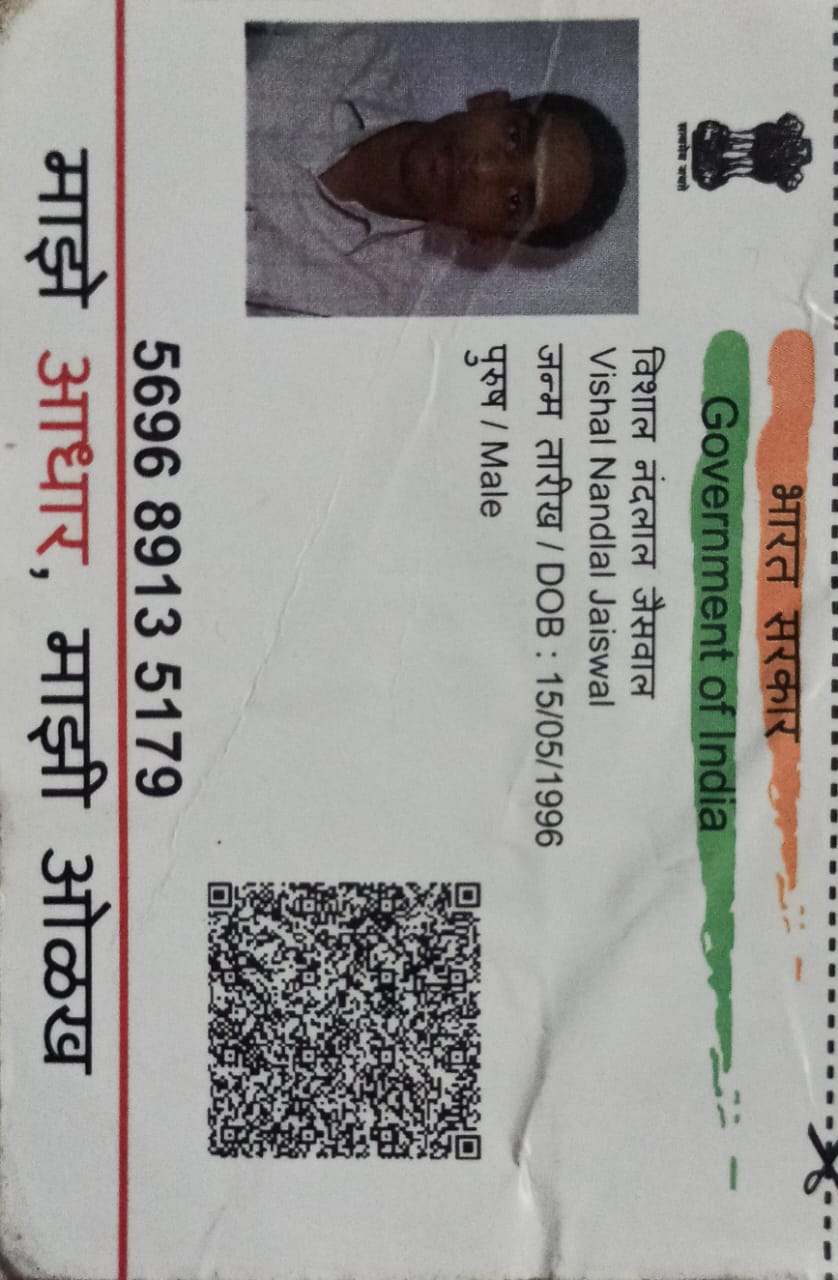 भारत सरकार
Government of India
सत्यमेव जयते
विशाल नंदलाल जैसवाल
Vishal Nandlal Jaiswal
जन्म तारीख / DOB : 15/05/1996
पुरुष / Male
5696 8913 5179
माझे आधार, माझी ओळख